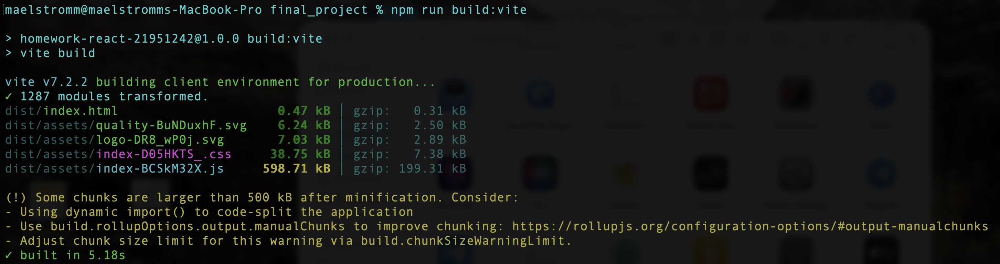 maelstromm@maelstromms-MacBook-Pro final_project % npm run build:vite
> homework-react-21951242@1.0.0 build:vite
> vite build
vite v7.2.2 building client environment for production...
✓ 1287 modules transformed.
dist/index.html 0.47 kB │ gzip: 0.31 kB
dist/assets/quality-BuNDuxhF.svg 6.24 kB │ gzip: 2.50 kB
dist/assets/logo-DR8_wP0j.svg 7.03 kB │ gzip: 2.89 kB
dist/assets/index-D05HKTS_.css 38.75 kB │ gzip: 7.38 kB
dist/assets/index-BCSkM32X.js 598.71 kB │ gzip: 199.31 kB
(!) Some chunks are larger than 500 kB after minification. Consider:
- Using dynamic import() to code-split the application
- Use build.rollupOptions.output.manualChunks to improve chunking: https://rollupjs.org/configuration-options/#output-manualchunks
- Adjust chunk size limit for this warning via build.chunkSizeWarningLimit.
✓ built in 5.18s